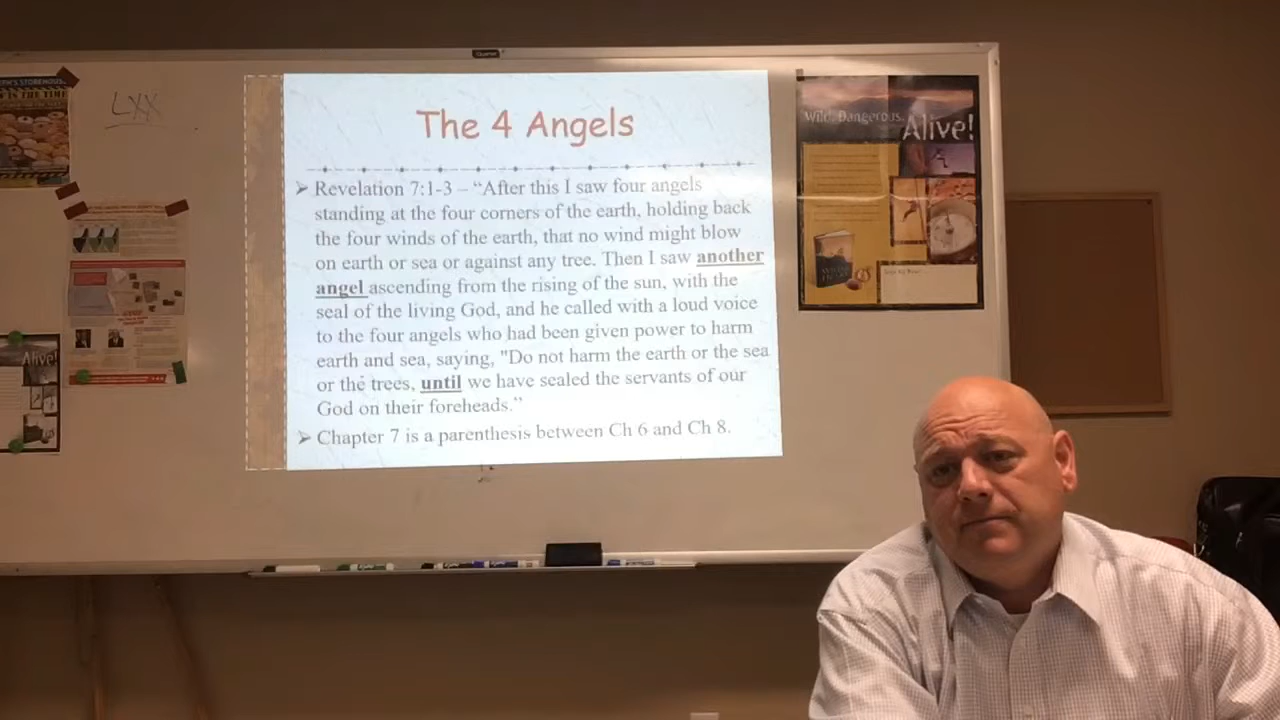 Quartet
LXX
The 4 Angels
➢ Revelation 7:1-3 – “After this I saw four angels
standing at the four corners of the earth, holding back
the four winds of the earth, that no wind might blow
on earth or sea or against any tree. Then I saw another
angel ascending from the rising of the sun, with the
seal of the living God, and he called with a loud voice
to the four angels who had been given power to harm
earth and sea, saying, "Do not harm the earth or the sea
or the trees, until we have sealed the servants of our
God on their foreheads.”
➢ Chapter 7 is a parenthesis between Ch 6 and Ch 8.
Wild. Dangerous.
Alive!
Alive!